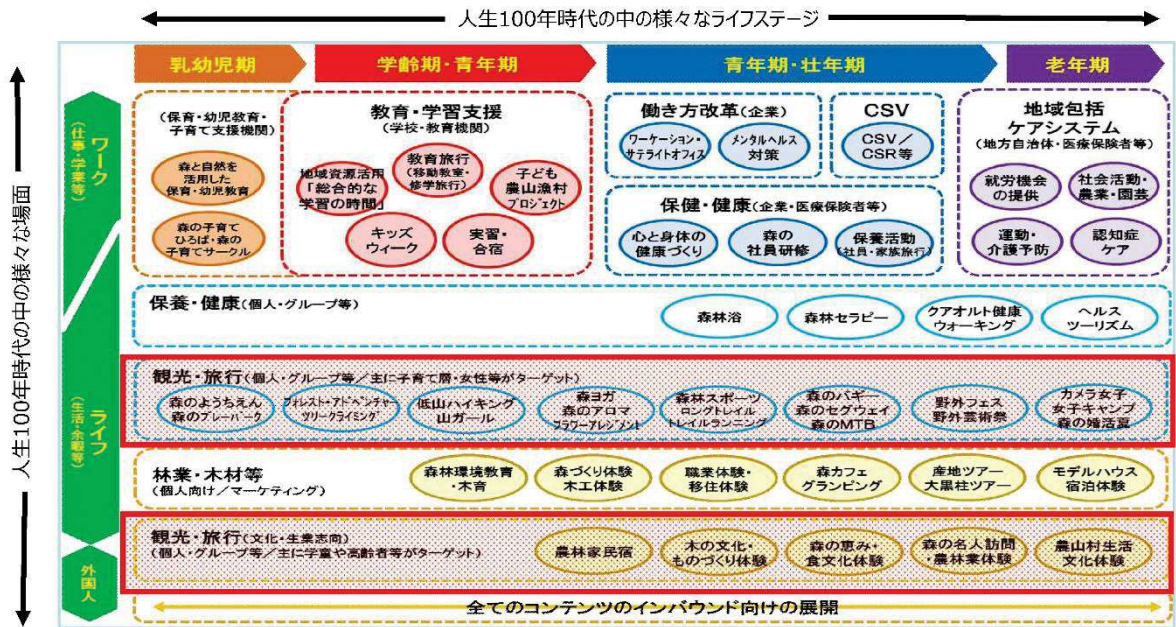 人生100年時代の中の様々なライフステージ
人生100年時代の中の様々な場面
乳幼児期
学齢期・青年期
青年期・壮年期
老年期
ワーク
(仕事・学業等)
ライフ
(生活・余暇等)
外国人
(保育・幼児教育・
子育て支援機関)
森と自然を
活用した
保育・幼児教育
森の子育て
ひろば・森の
子育てサークル
教育・学習支援
(学校・教育機関)
地域資源活用
「総合的な
学習の時間」
教育旅行
(移動教室・
修学旅行)
子ども
農山漁村
プロジェクト
キッズ
ウィーク
実習・
合宿
働き方改革(企業)
ワーケーション・
サテライトオフィス
メンタルヘルス
対策
CSV
CSV/
CSR等
保健・健康(企業・医療保険者等)
心と身体の
健康づくり
森の
社員研修
保養活動
(社員・家族旅行)
地域包括
ケアシステム
(地方自治体・医療保険者等)
就労機会
の提供
社会活動・
農業・園芸
運動・
介護予防
認知症
ケア
保養・健康(個人・グループ等)
森林浴
森林セラピー
クアオルト健康
ウォーキング
ヘルス
ツーリズム
観光・旅行(個人・グループ等/主に子育て層・女性等がターゲット)
森のようちえん
森のプレーパーク
フォレスト・アドベンチャー
ツリークライミング
低山ハイキング
山ガール
森ヨガ
森のアロマ
フラワーアレンジメント
森林スポーツ
ロングトレイル
トレイルランニング
森のバギー
森のセグウェイ
森のMTB
野外フェス
野外芸術祭
カメラ女子
女子キャンプ
森の婚活宴
林業・木材等
(個人向け/マーケティング)
森林環境教育
・木育
森づくり体験
木工体験
職業体験・
移住体験
森カフェ
グランピング
産地ツアー
大黒柱ツアー
モデルハウス
宿泊体験
観光・旅行(文化・生業志向)
(個人・グループ等/主に学童や高齢者等がターゲット)
農林家民宿
木の文化・
ものづくり体験
森の恵み・
食文化体験
森の名人訪問
・農林業体験
農山村生活
文化体験
全てのコンテンツのインバウンド向けの展開